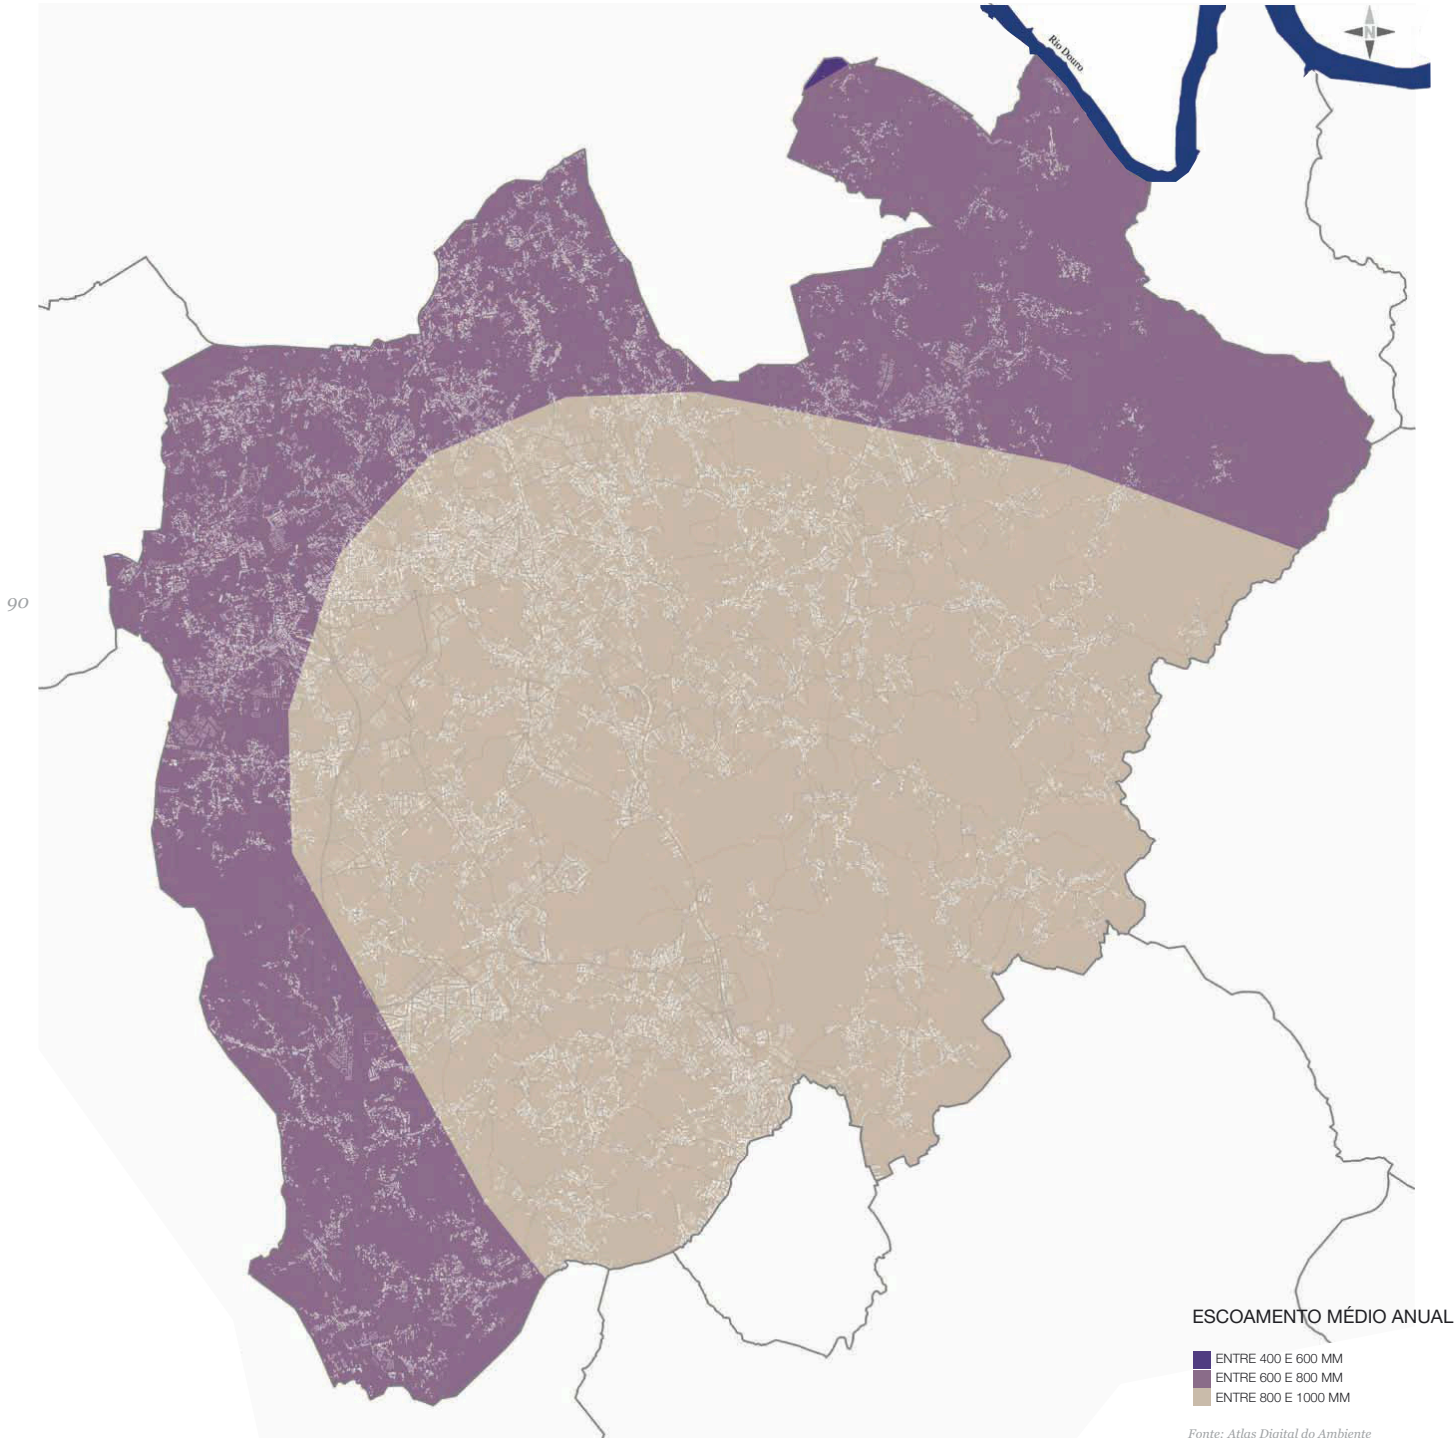 N
Rio Douro
90
ESCOAMENTO MÉDIO ANUAL
ENTRE 400 E 600 MM
ENTRE 600 E 800 MM
ENTRE 800 E 1000 MM
Fonte: Atlas Digital do Ambiente